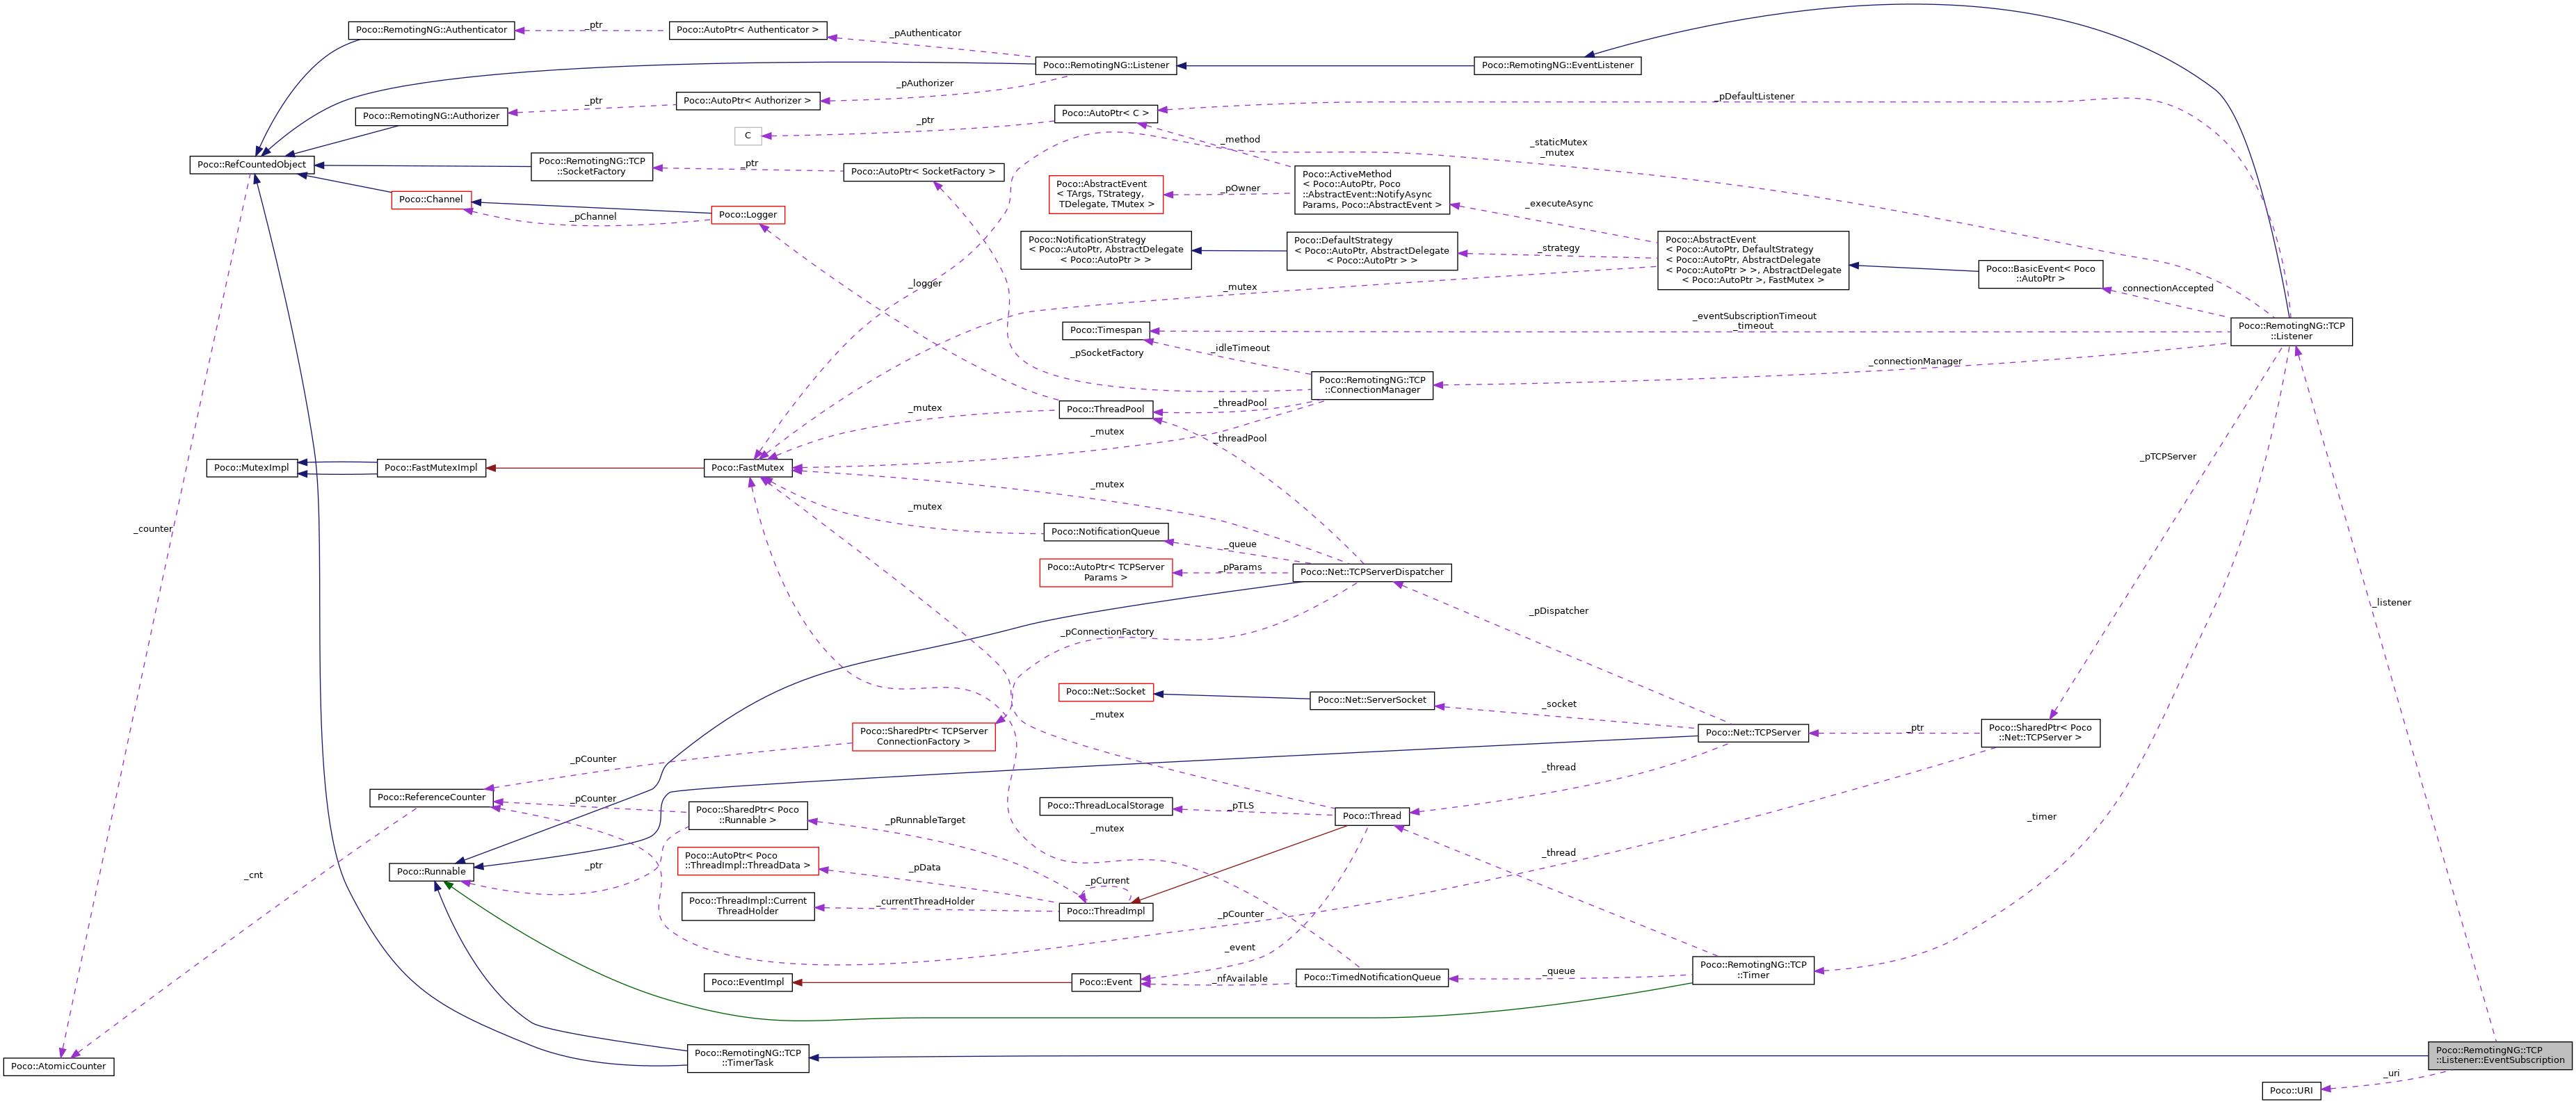 Poco::RemotingNG::Authenticator
_ptr
Poco::AutoPtr< Authenticator >
_pAuthenticator
Poco::RemotingNG::Listener
Poco::RemotingNG::EventListener
_pAuthorizer
Poco::AutoPtr< Authorizer >
_ptr
Poco::RemotingNG::Authorizer
Poco::AutoPtr< C >
_pDefaultListener
_ptr
C
_method
_staticMutex
_mutex
Poco::RefCountedObject
Poco::RemotingNG::TCP
::SocketFactory
_ptr
Poco::AutoPtr< SocketFactory >
Poco::AbstractEvent
< TArgs, TStrategy,
TDelegate, TMutex >
_pOwner
Poco::ActiveMethod
< Poco::AutoPtr, Poco
::AbstractEvent::NotifyAsync
Params, Poco::AbstractEvent >
_executeAsync
Poco::Channel
_pChannel
Poco::Logger
Poco::NotificationStrategy
< Poco::AutoPtr, AbstractDelegate
< Poco::AutoPtr > >
Poco::DefaultStrategy
< Poco::AutoPtr, AbstractDelegate
< Poco::AutoPtr > >
_strategy
Poco::AbstractEvent
< Poco::AutoPtr, DefaultStrategy
< Poco::AutoPtr, AbstractDelegate
< Poco::AutoPtr > >, AbstractDelegate
< Poco::AutoPtr >, FastMutex >
Poco::BasicEvent< Poco
::AutoPtr >
connectionAccepted
_logger
_mutex
Poco::Timespan
_eventSubscriptionTimeout
_timeout
Poco::RemotingNG::TCP
::Listener
_pSocketFactory
_idleTimeout
_connectionManager
Poco::RemotingNG::TCP
::ConnectionManager
_mutex
Poco::ThreadPool
_threadPool
_mutex
_threadPool
_pTCPServer
Poco::MutexImpl
Poco::FastMutexImpl
Poco::FastMutex
_mutex
_mutex
Poco::NotificationQueue
_queue
_counter
Poco::AutoPtr< TCPServer
Params >
_pParams
Poco::Net::TCPServerDispatcher
_pDispatcher
_listener
_pConnectionFactory
Poco::Net::Socket
Poco::Net::ServerSocket
_socket
_mutex
Poco::SharedPtr< TCPServer
ConnectionFactory >
Poco::Net::TCPServer
_ptr
Poco::SharedPtr< Poco
::Net::TCPServer >
_pCounter
_thread
Poco::ReferenceCounter
_pCounter
Poco::SharedPtr< Poco
::Runnable >
Poco::ThreadLocalStorage
_pTLS
Poco::Thread
_timer
_pRunnableTarget
_mutex
_thread
Poco::AutoPtr< Poco
::ThreadImpl::ThreadData >
_ptr
_pData
Poco::Runnable
_cnt
_pCurrent
Poco::ThreadImpl::Current
ThreadHolder
_currentThreadHolder
Poco::ThreadImpl
_pCounter
_event
Poco::EventImpl
Poco::Event
_nfAvailable
Poco::TimedNotificationQueue
_queue
Poco::RemotingNG::TCP
::Timer
Poco::AtomicCounter
Poco::RemotingNG::TCP
::TimerTask
Poco::RemotingNG::TCP
::Listener::EventSubscription
_uri
Poco::URI